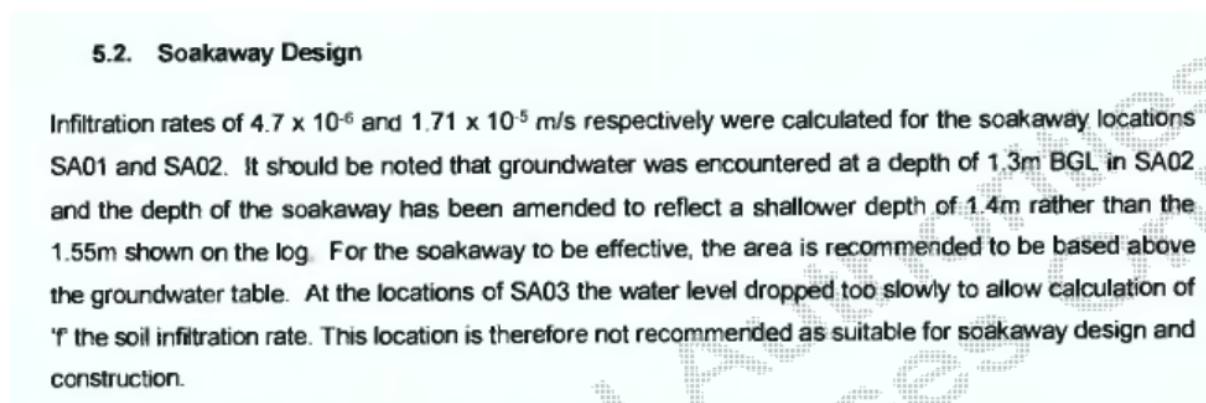 5.2. Soakaway Design
Infiltration rates of 4.7 x 10⁻⁶ and 1.71 x 10⁻⁵ m/s respectively were calculated for the soakaway locations
SA01 and SA02. It should be noted that groundwater was encountered at a depth of 1.3m BGL in SA02
and the depth of the soakaway has been amended to reflect a shallower depth of 1.4m rather than the
1.55m shown on the log. For the soakaway to be effective, the area is recommended to be based above
the groundwater table. At the locations of SA03 the water level dropped too slowly to allow calculation of
'f' the soil infiltration rate. This location is therefore not recommended as suitable for soakaway design and
construction.